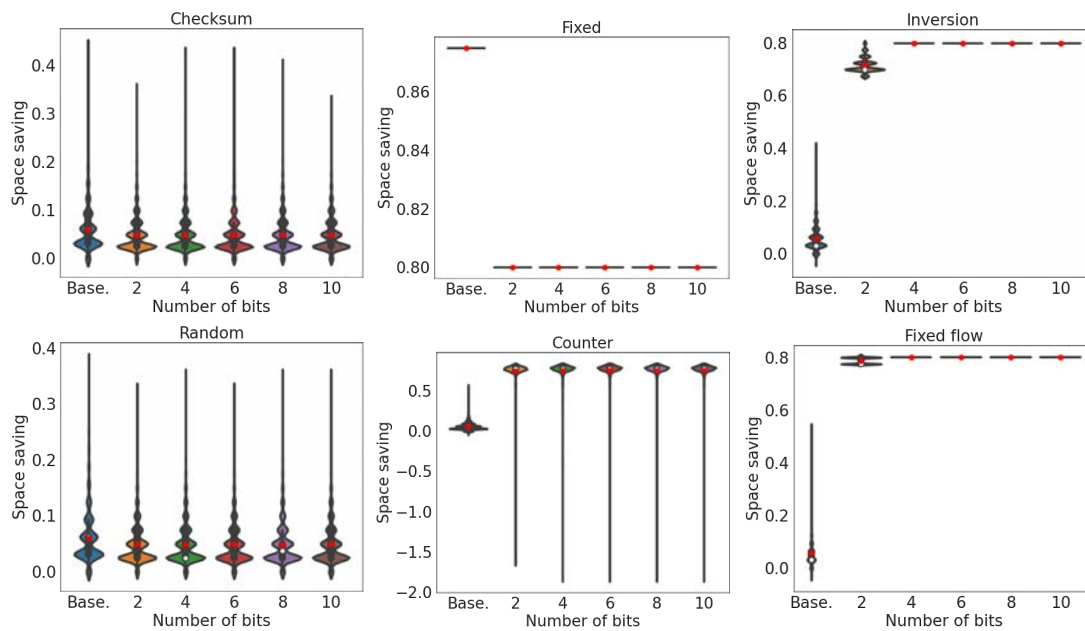 Checksum
Space saving
0.4
0.3
0.2
0.1
0.0
Base. 2 4 6 8 10
Number of bits
Fixed
Space saving
0.86
0.84
0.82
0.80
Base. 2 4 6 8 10
Number of bits
Inversion
Space saving
0.8
0.6
0.4
0.2
0.0
Base. 2 4 6 8 10
Number of bits
Random
Space saving
0.4
0.3
0.2
0.1
0.0
Base. 2 4 6 8 10
Number of bits
Counter
Space saving
0.5
0.0
−0.5
−1.0
−1.5
−2.0
Base. 2 4 6 8 10
Number of bits
Fixed flow
Space saving
0.8
0.6
0.4
0.2
0.0
Base. 2 4 6 8 10
Number of bits